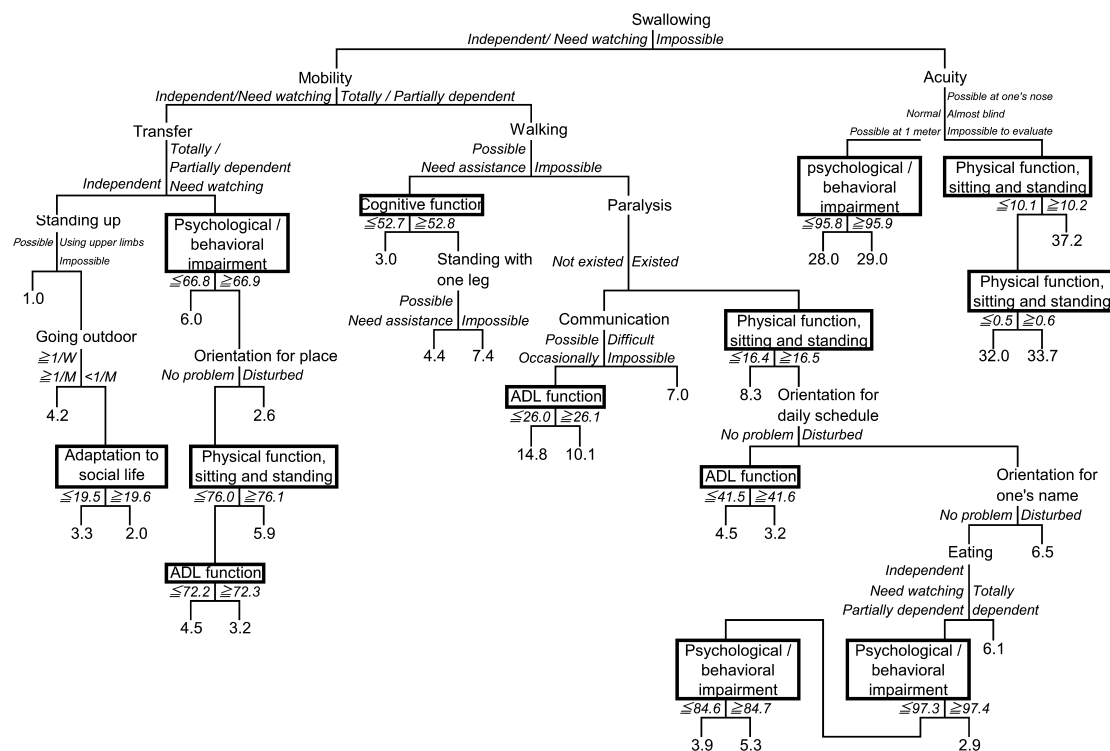 Swallowing
Independent/ Need watching Impossible
Mobility
Independent/Need watching Totally / Partially dependent
Acuity
Possible at one's nose
Normal Almost blind
Possible at 1 meter Impossible to evaluate
Transfer
Totally /
Partially dependent
Independent Need watching
Walking
Possible
Need assistance Impossible
psychological /
behavioral
impairment
≦95.8 ≧95.9
28.0 29.0
Physical function,
sitting and standing
≦10.1 ≧10.2
37.2
Physical function,
sitting and standing
≦0.5 ≧0.6
32.0 33.7
Standing up
Possible Using upper limbs
Impossible
1.0
Psychological /
behavioral
impairment
≦66.8 ≧66.9
6.0
Cognitive function
≦52.7 ≧52.8
3.0
Standing with
one leg
Possible
Need assistance Impossible
4.4 7.4
Paralysis
Not existed Existed
Going outdoor
≧1/W
≧1/M <1/M
4.2
Orientation for place
No problem Disturbed
2.6
Communication
Possible Difficult
Occasionally Impossible
7.0
ADL function
≦26.0 ≧26.1
14.8 10.1
Physical function,
sitting and standing
≦16.4 ≧16.5
8.3
Orientation for
daily schedule
No problem Disturbed
Adaptation to
social life
≦19.5 ≧19.6
3.3 2.0
Physical function,
sitting and standing
≦76.0 ≧76.1
5.9
ADL function
≦72.2 ≧72.3
4.5 3.2
ADL function
≦41.5 ≧41.6
4.5 3.2
Orientation for
one's name
No problem Disturbed
6.5
Eating
Independent
Need watching Totally
Partially dependent dependent
6.1
Psychological /
behavioral
impairment
≦84.6 ≧84.7
3.9 5.3
Psychological /
behavioral
impairment
≦97.3 ≧97.4
2.9